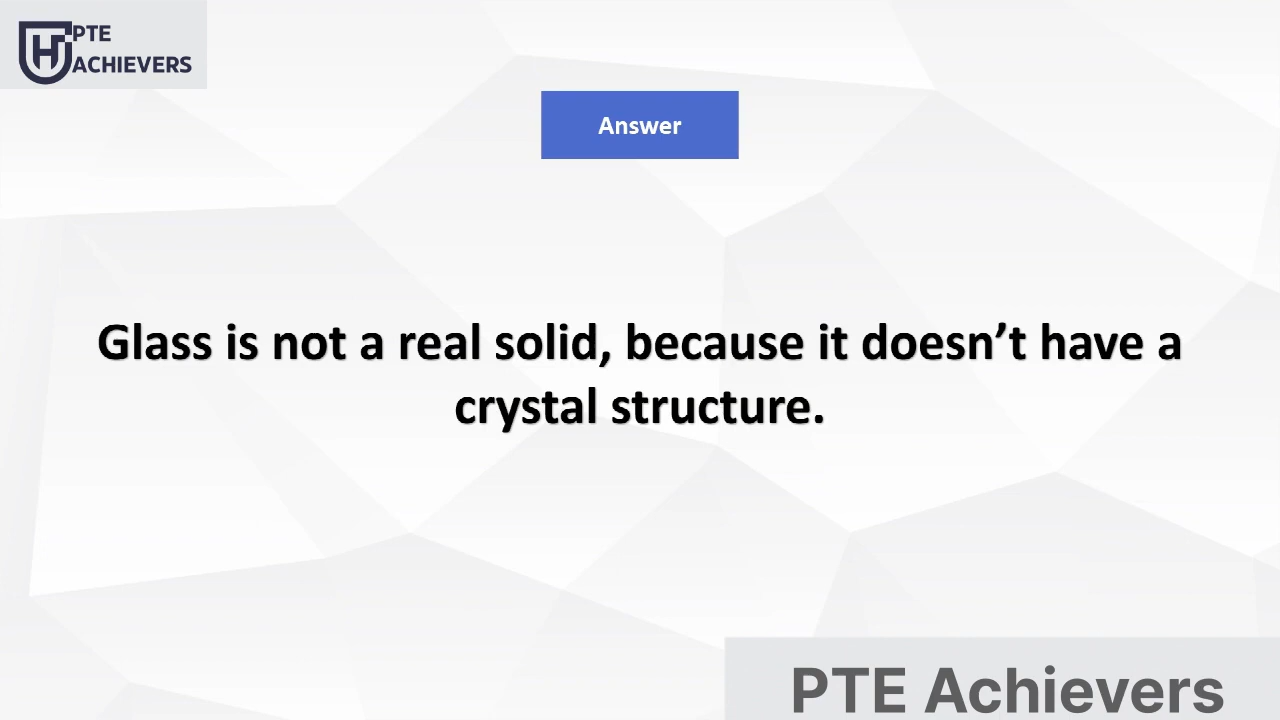 PTE
ACHIEVERS
Answer
Glass is not a real solid, because it doesn’t have a
crystal structure.
PTE Achievers